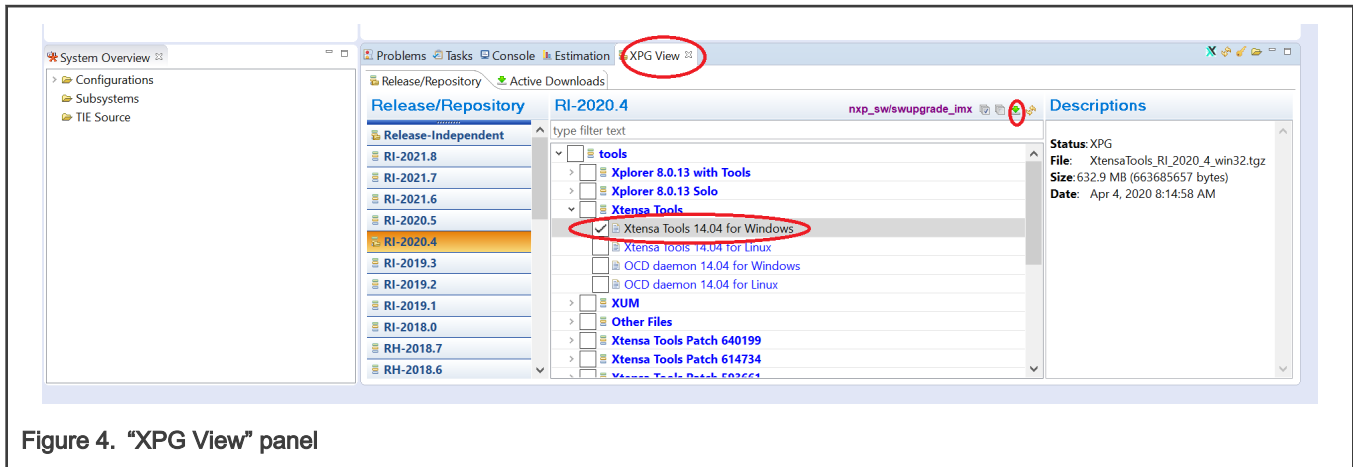 System Overview
Configurations
Subsystems
TIE Source
Problems Tasks Console Estimation XPG View
Release/Repository Active Downloads
Release/Repository
Release-Independent
RI-2021.8
RI-2021.7
RI-2021.6
RI-2020.5
RI-2020.4
RI-2019.3
RI-2019.2
RI-2019.1
RI-2018.0
RH-2018.7
RH-2018.6
RI-2020.4 nxp_sw/swupgrade_imx
type filter text
tools
Xplorer 8.0.13 with Tools
Xplorer 8.0.13 Solo
Xtensa Tools
Xtensa Tools 14.04 for Windows
Xtensa Tools 14.04 for Linux
OCD daemon 14.04 for Windows
OCD daemon 14.04 for Linux
XUM
Other Files
Xtensa Tools Patch 640199
Xtensa Tools Patch 614734
Xtensa Tools Patch 593661
Descriptions
Status: XPG
File: XtensaTools_RI_2020_4_win32.tgz
Size: 632.9 MB (663685657 bytes)
Date: Apr 4, 2020 8:14:58 AM
Figure 4. “XPG View” panel